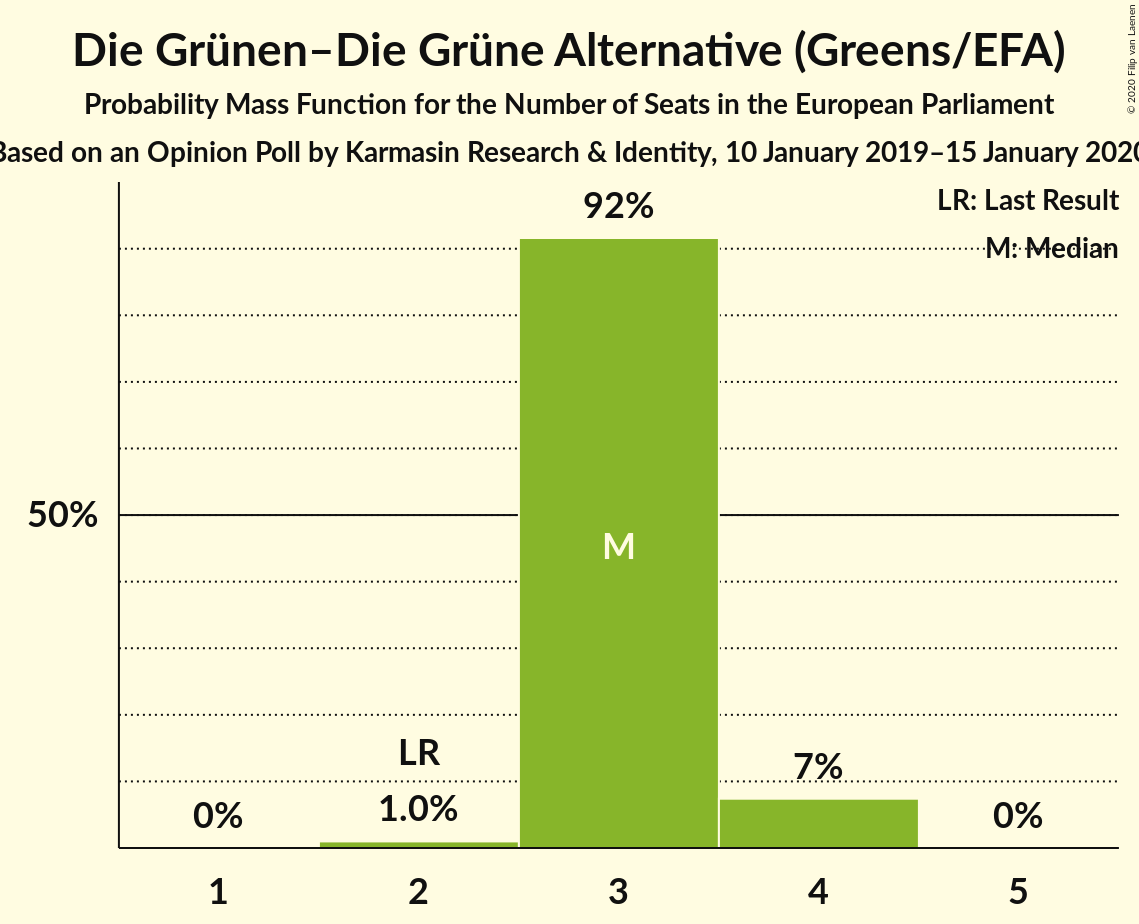 Die Grünen–Die Grüne Alternative (Greens/EFA)
Probability Mass Function for the Number of Seats in the European Parliament
Based on an Opinion Poll by Karmasin Research & Identity, 10 January 2019–15 January 2020
© 2020 Filip van Laenen
LR: Last Result
M: Median
92%
50%
M
LR
7%
0%
1.0%
0%
1
2
3
4
5